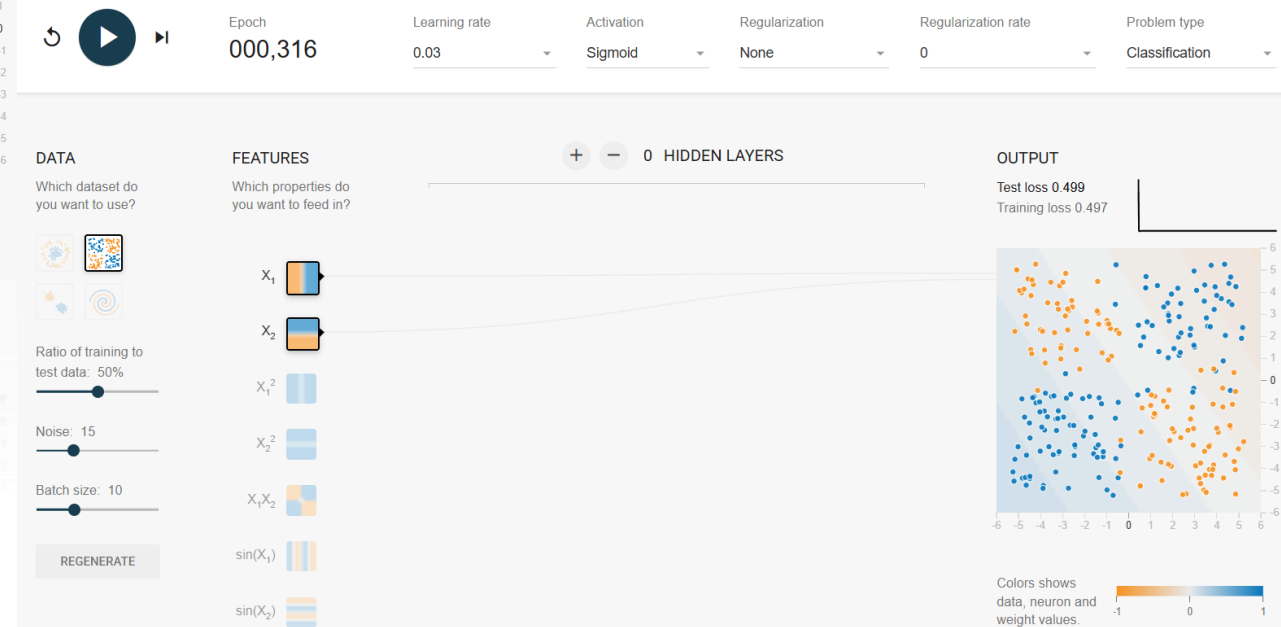 Epoch
000,316
Learning rate
0.03
Activation
Sigmoid
Regularization
None
Regularization rate
0
Problem type
Classification
DATA
Which dataset do
you want to use?
Ratio of training to
test data: 50%
Noise: 15
Batch size: 10
REGENERATE
FEATURES
Which properties do
you want to feed in?
X₁
X₂
X₁²
X₂²
X₁X₂
sin(X₁)
sin(X₂)
+ − 0 HIDDEN LAYERS
OUTPUT
Test loss 0.499
Training loss 0.497
6
5
4
3
2
1
0
-1
-2
-3
-4
-5
-6
-6 -5 -4 -3 -2 -1 0 1 2 3 4 5 6
Colors shows
data, neuron and
weight values.
-1 0 1